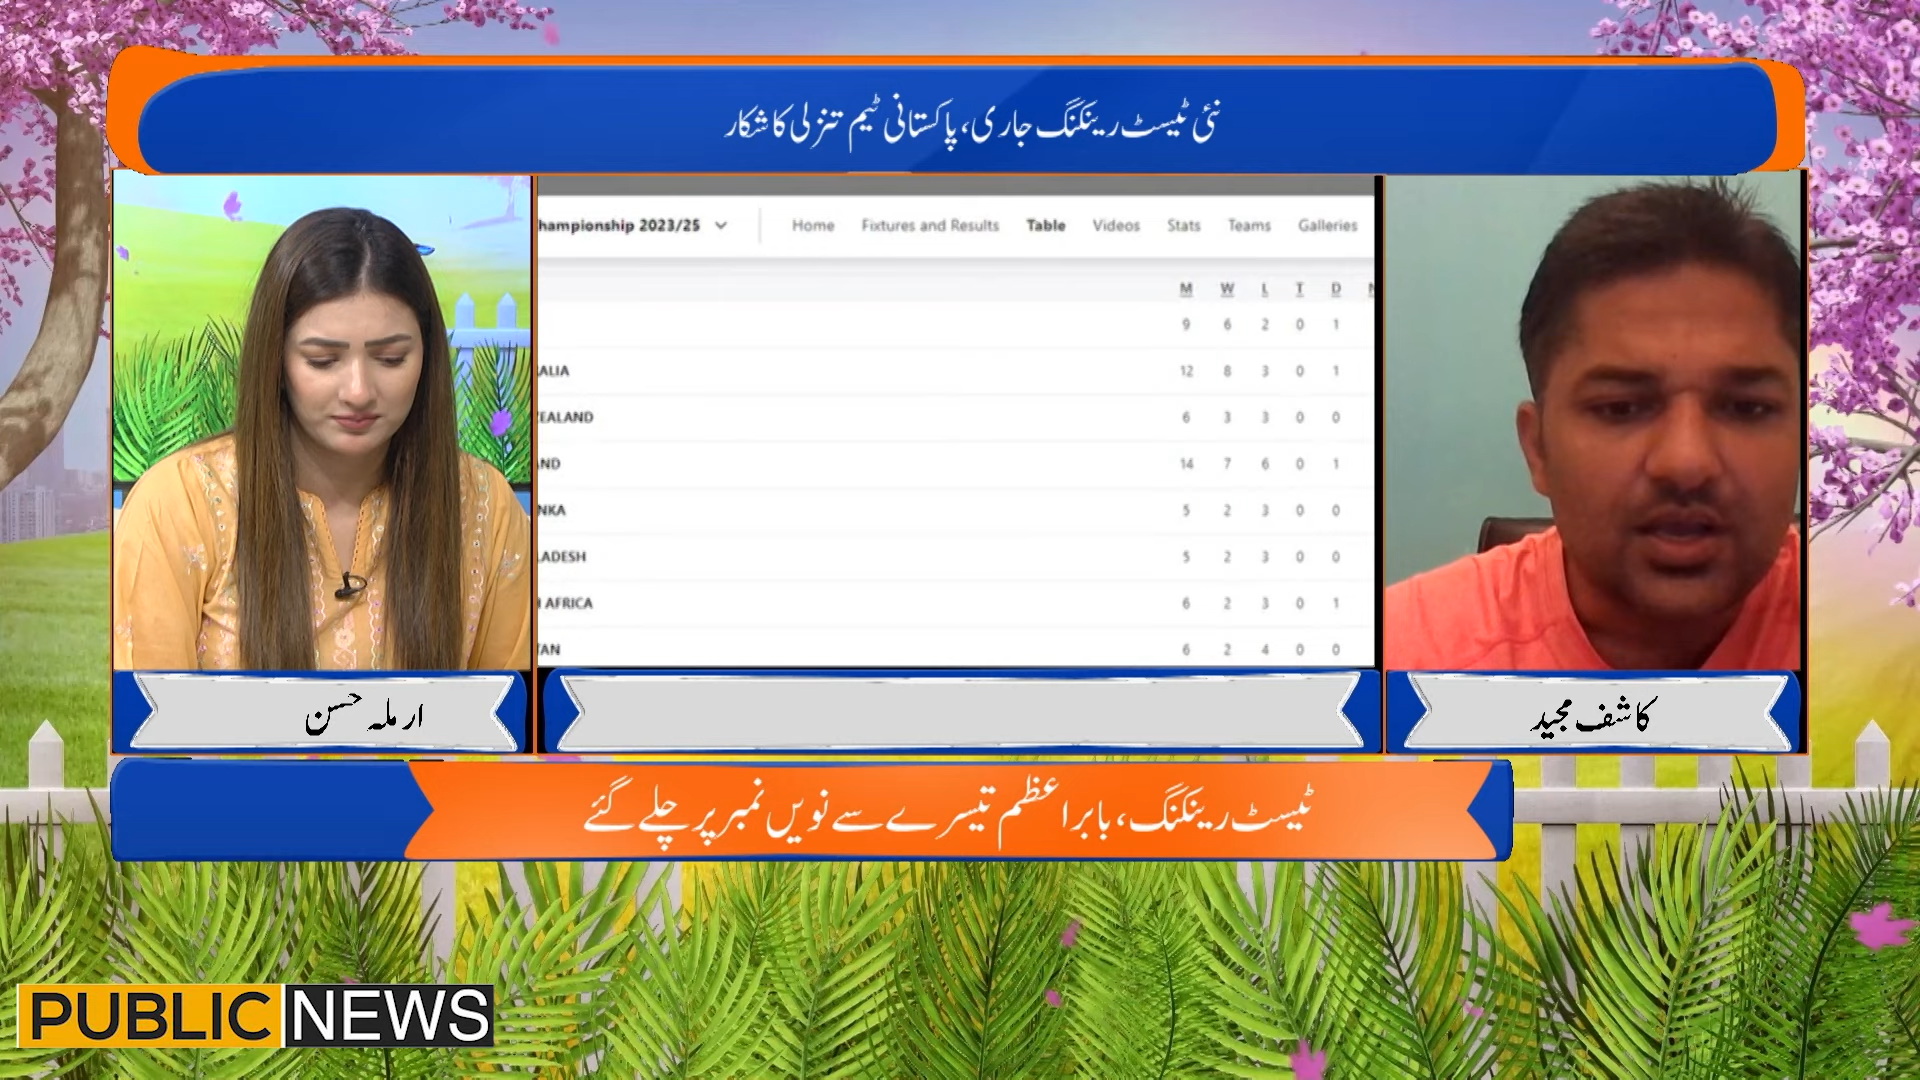 نئی ٹیسٹ رینکنگ جاری، پاکستانی ٹیم تنزلی کا شکار
hampionship 2023/25 Home Fixtures and Results Table Videos Stats Teams Galleries
M W L T D N
9 6 2 0 1
ALIA 12 8 3 0 1
EALAND 6 3 3 0 0
ND 14 7 6 0 1
NKA 5 2 3 0 0
LADESH 5 2 3 0 0
H AFRICA 6 2 3 0 1
TAN 6 2 4 0 0
ارملہ حسن
کاشف مجید
ٹیسٹ رینکنگ، بابراعظم تیسرے سے نویں نمبر پر چلے گئے
PUBLIC NEWS